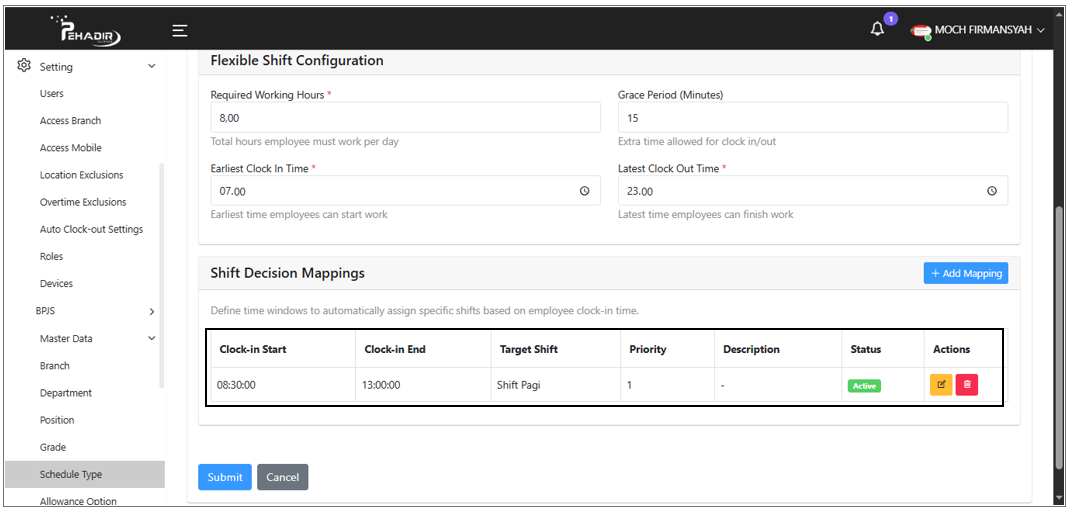 PEHADIR
1
MOCH FIRMANSYAH
Setting
Users
Access Branch
Access Mobile
Location Exclusions
Overtime Exclusions
Auto Clock-out Settings
Roles
Devices
BPJS
Master Data
Branch
Department
Position
Grade
Schedule Type
Allowance Option
Flexible Shift Configuration
Required Working Hours * Grace Period (Minutes)
8,00 15
Total hours employee must work per day Extra time allowed for clock in/out
Earliest Clock In Time * Latest Clock Out Time *
07.00 23.00
Earliest time employees can start work Latest time employees can finish work
Shift Decision Mappings + Add Mapping
Define time windows to automatically assign specific shifts based on employee clock-in time.
Clock-in Start Clock-in End Target Shift Priority Description Status Actions
08:30:00 13:00:00 Shift Pagi 1 - Active
Submit Cancel